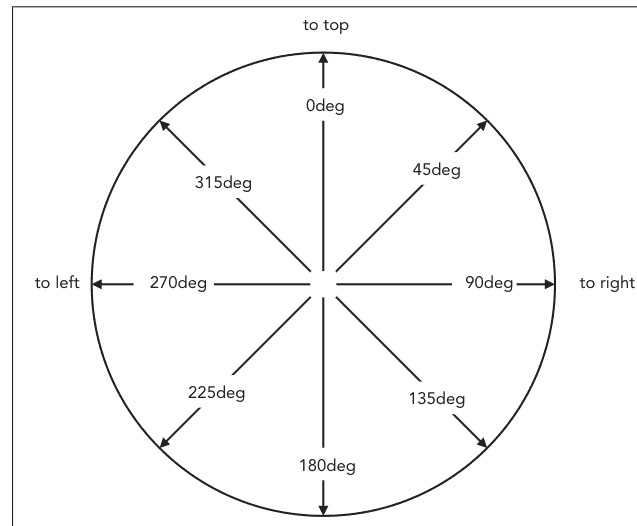 to top
0deg
45deg
315deg
to left
270deg
90deg
to right
225deg
135deg
180deg